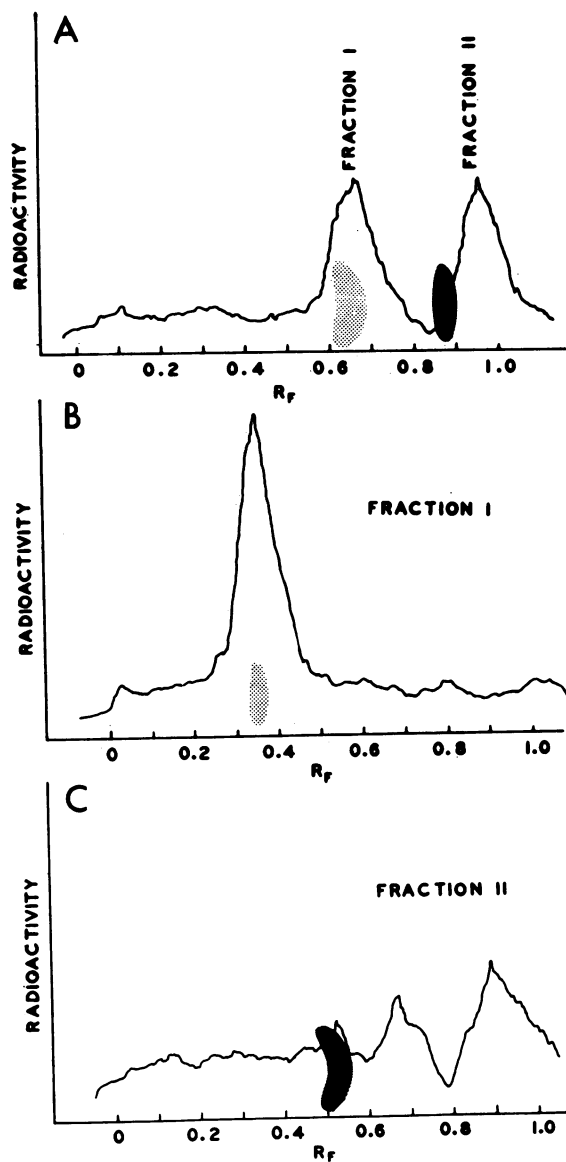 A
RADIOACTIVITY
FRACTION I
FRACTION II
0 0.2 0.4 0.6 0.8 1.0
RF
B
RADIOACTIVITY
FRACTION I
0 0.2 0.4 0.6 0.8 1.0
RF
C
RADIOACTIVITY
FRACTION II
0 0.2 0.4 0.6 0.8 1.0
RF